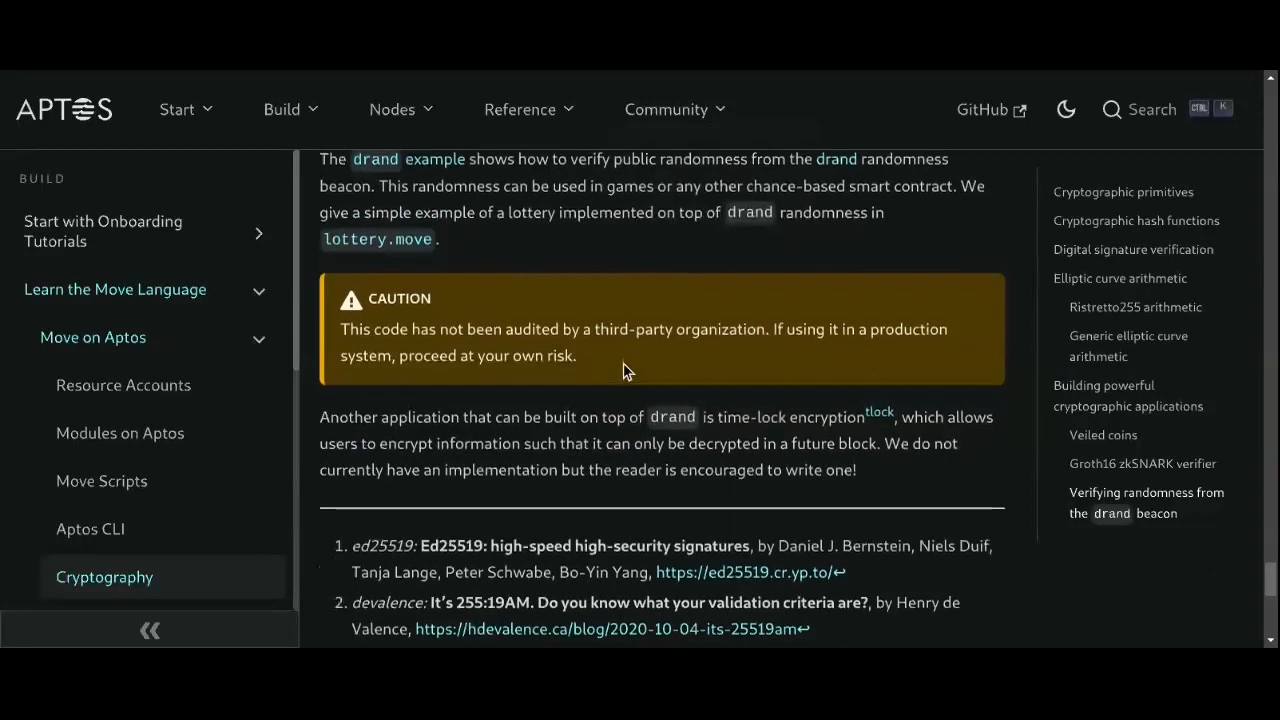 APTOS Start Build Nodes Reference Community GitHub Search CTRL K
BUILD
Start with Onboarding
Tutorials
Learn the Move Language
Move on Aptos
Resource Accounts
Modules on Aptos
Move Scripts
Aptos CLI
Cryptography
The drand example shows how to verify public randomness from the drand randomness
beacon. This randomness can be used in games or any other chance-based smart contract. We
give a simple example of a lottery implemented on top of drand randomness in
lottery.move.
CAUTION
This code has not been audited by a third-party organization. If using it in a production
system, proceed at your own risk.
Another application that can be built on top of drand is time-lock encryptiontlock, which allows
users to encrypt information such that it can only be decrypted in a future block. We do not
currently have an implementation but the reader is encouraged to write one!
1. ed25519: Ed25519: high-speed high-security signatures, by Daniel J. Bernstein, Niels Duif,
Tanja Lange, Peter Schwabe, Bo-Yin Yang, https://ed25519.cr.yp.to/↩
2. devalence: It's 255:19AM. Do you know what your validation criteria are?, by Henry de
Valence, https://hdevalence.ca/blog/2020-10-04-its-25519am↩
Cryptographic primitives
Cryptographic hash functions
Digital signature verification
Elliptic curve arithmetic
Ristretto255 arithmetic
Generic elliptic curve
arithmetic
Building powerful
cryptographic applications
Veiled coins
Groth16 zkSNARK verifier
Verifying randomness from
the drand beacon